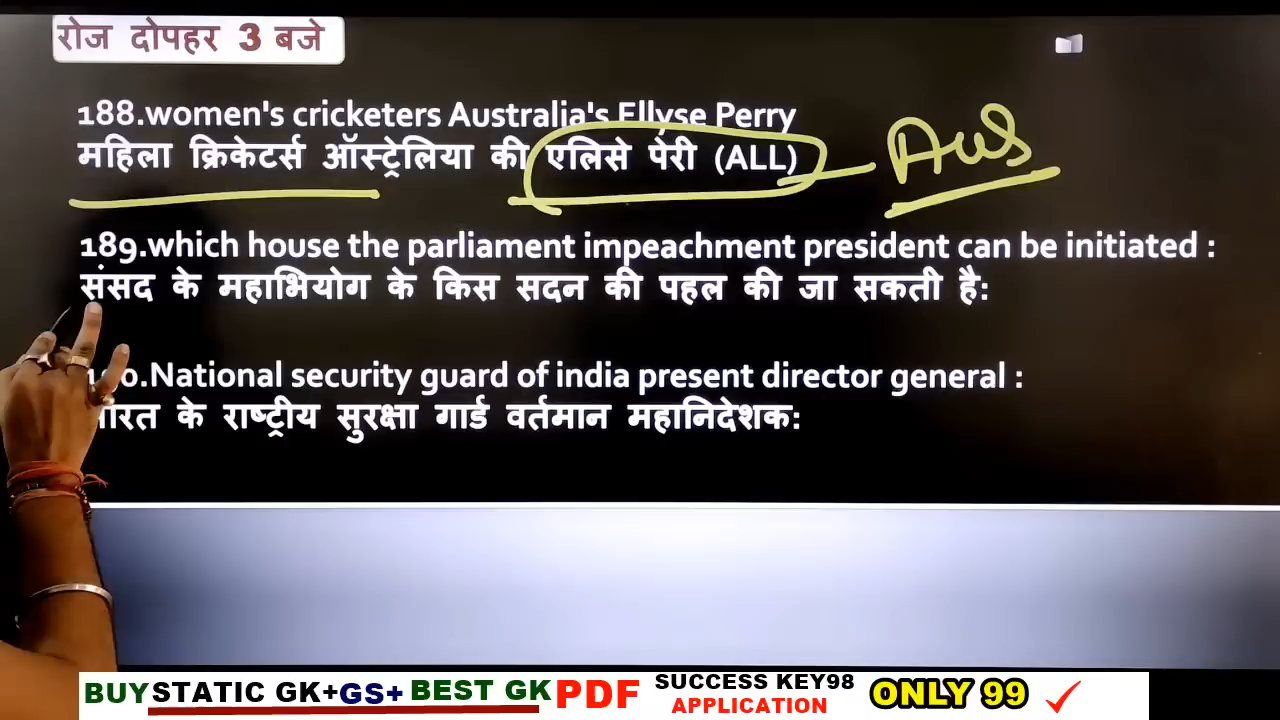 रोज दोपहर 3 बजे
188.women's cricketers Australia's Ellyse Perry
महिला क्रिकेटर्स ऑस्ट्रेलिया की एलिसे पेरी (ALL)
Aus
189.which house the parliament impeachment president can be initiated :
संसद के महाभियोग के किस सदन की पहल की जा सकती है:
190.National security guard of india present director general :
भारत के राष्ट्रीय सुरक्षा गार्ड वर्तमान महानिदेशक:
BUY STATIC GK+GS+ BEST GK PDF SUCCESS KEY98 APPLICATION ONLY 99